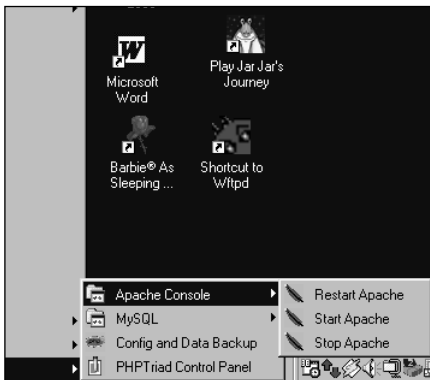 Microsoft
Word
Play Jar Jar's
Journey
Barbie® As
Sleeping ...
Shortcut to
Wftpd
Apache Console
MySQL
Config and Data Backup
PHPTriad Control Panel
Restart Apache
Start Apache
Stop Apache